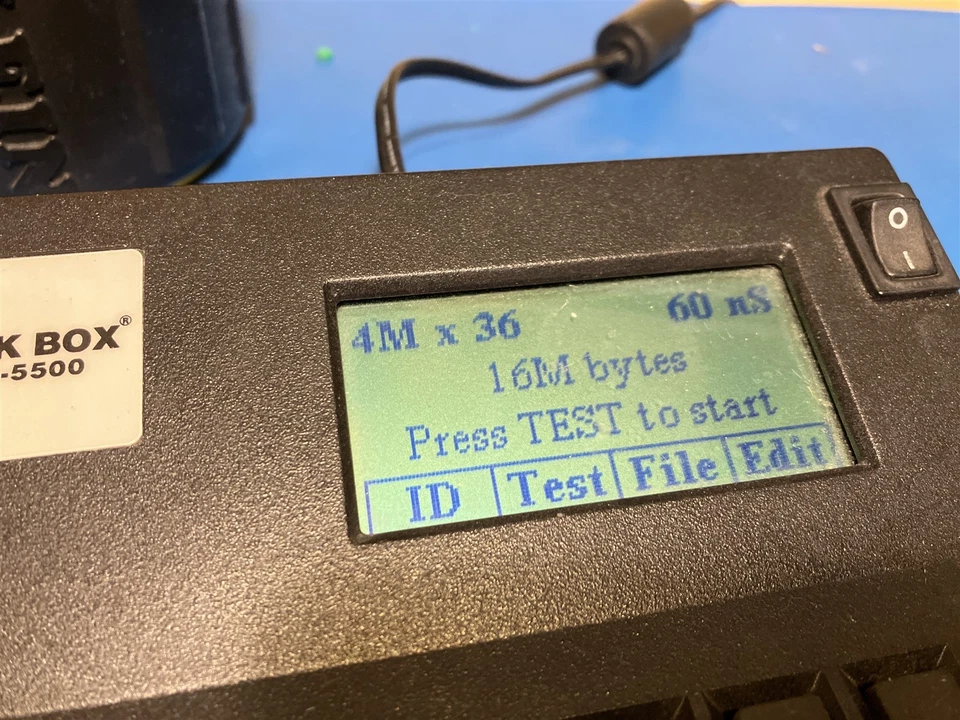 K BOX®
-5500
O
I
4M x 36 60 nS
16M bytes
Press TEST to start
ID Test File Edit